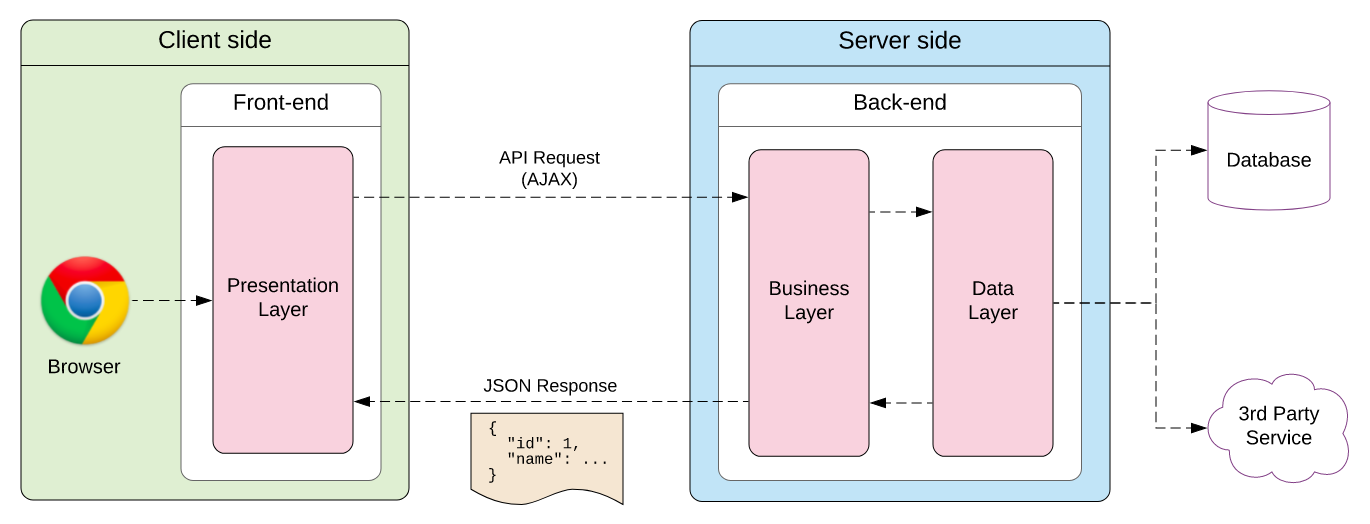 Client side
Front-end
Presentation
Layer
Browser
API Request
(AJAX)
JSON Response
{
  "id": 1,
  "name": ...
}
Server side
Back-end
Business
Layer
Data
Layer
Database
3rd Party
Service